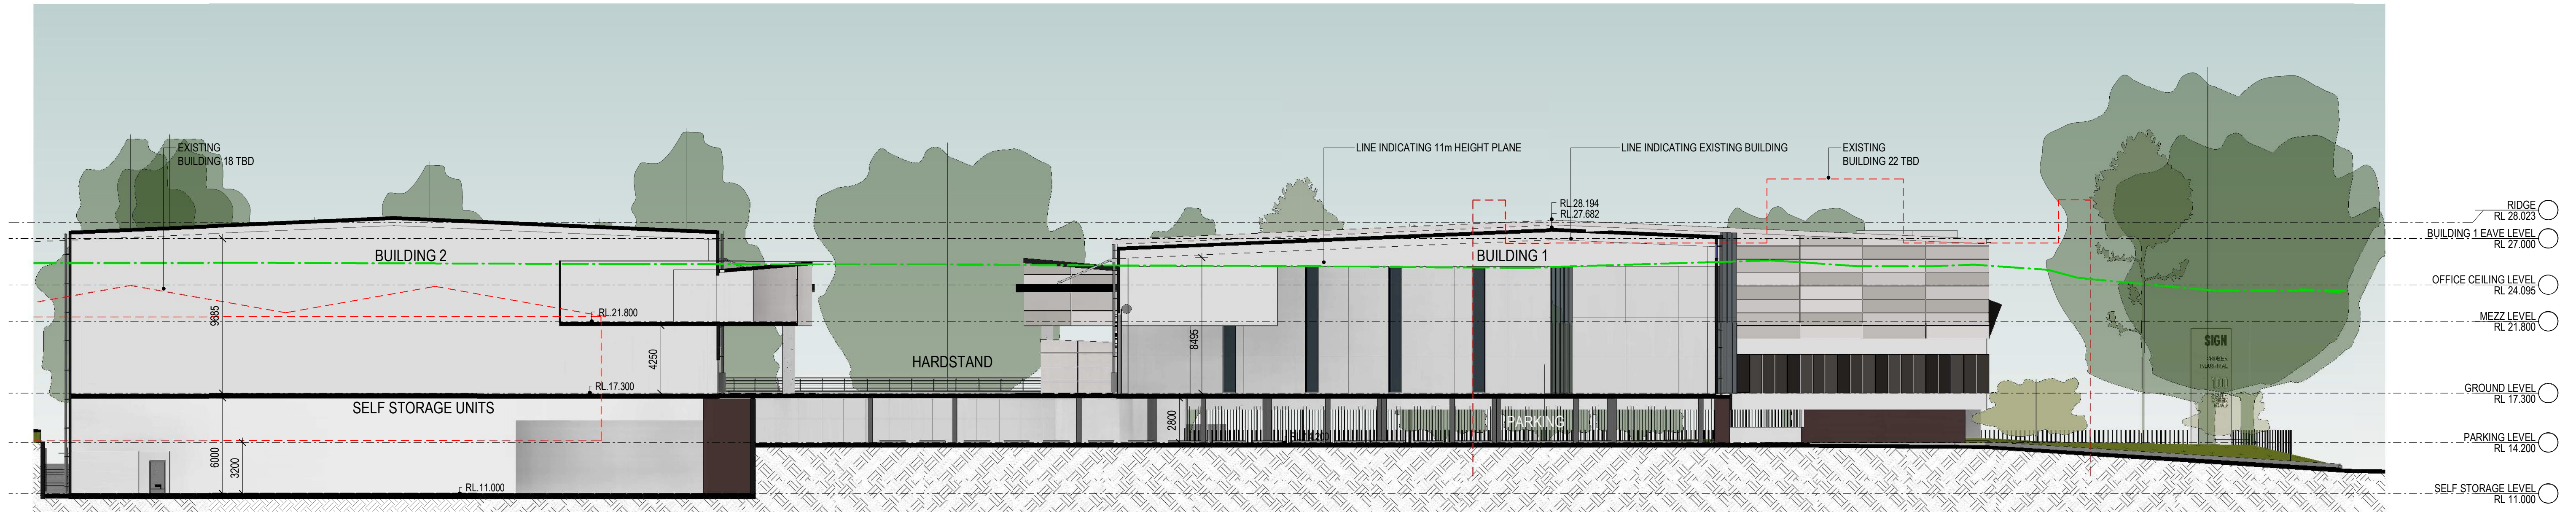 EXISTING
BUILDING 18 TBD
LINE INDICATING 11m HEIGHT PLANE
LINE INDICATING EXISTING BUILDING
EXISTING
BUILDING 22 TBD
RL.28.194
RL.27.682
RIDGE
RL 28.023
BUILDING 1 EAVE LEVEL
RL 27.000
BUILDING 2
BUILDING 1
OFFICE CEILING LEVEL
RL 24.095
9685
RL.21.800
MEZZ LEVEL
RL 21.800
4250
HARDSTAND
8495
SIGN
RL.17.300
GROUND LEVEL
RL 17.300
SELF STORAGE UNITS
2800
PARKING
RL.14.200
PARKING LEVEL
RL 14.200
6000
3200
RL.11.000
SELF STORAGE LEVEL
RL 11.000